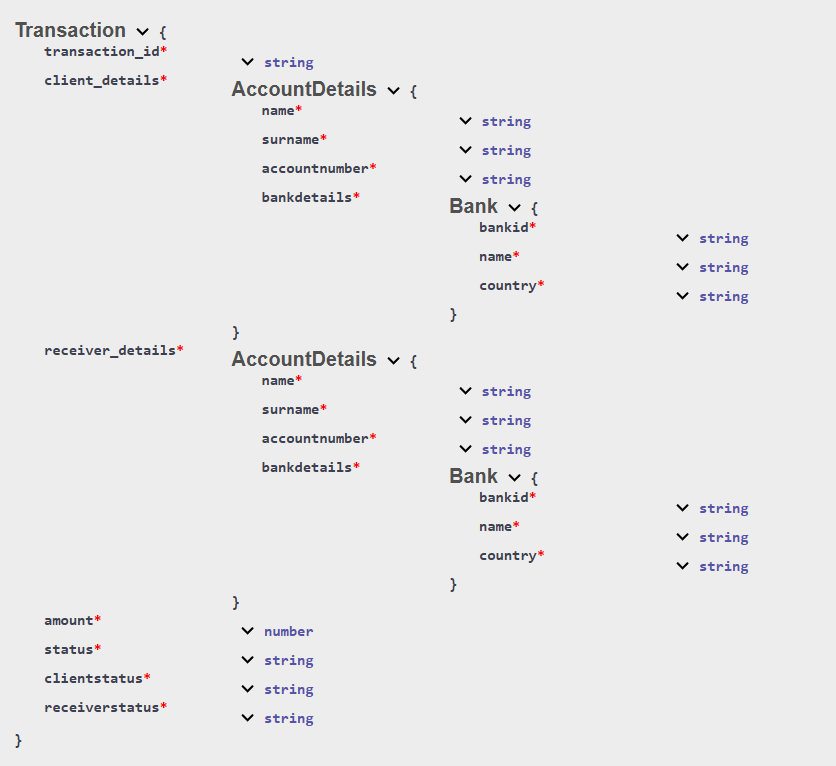 Transaction {
transaction_id*
string
client_details*
AccountDetails {
name*
string
surname*
string
accountnumber*
string
bankdetails*
Bank {
bankid*
string
name*
string
country*
string
}
}
receiver_details*
AccountDetails {
name*
string
surname*
string
accountnumber*
string
bankdetails*
Bank {
bankid*
string
name*
string
country*
string
}
}
amount*
number
status*
string
clientstatus*
string
receiverstatus*
string
}